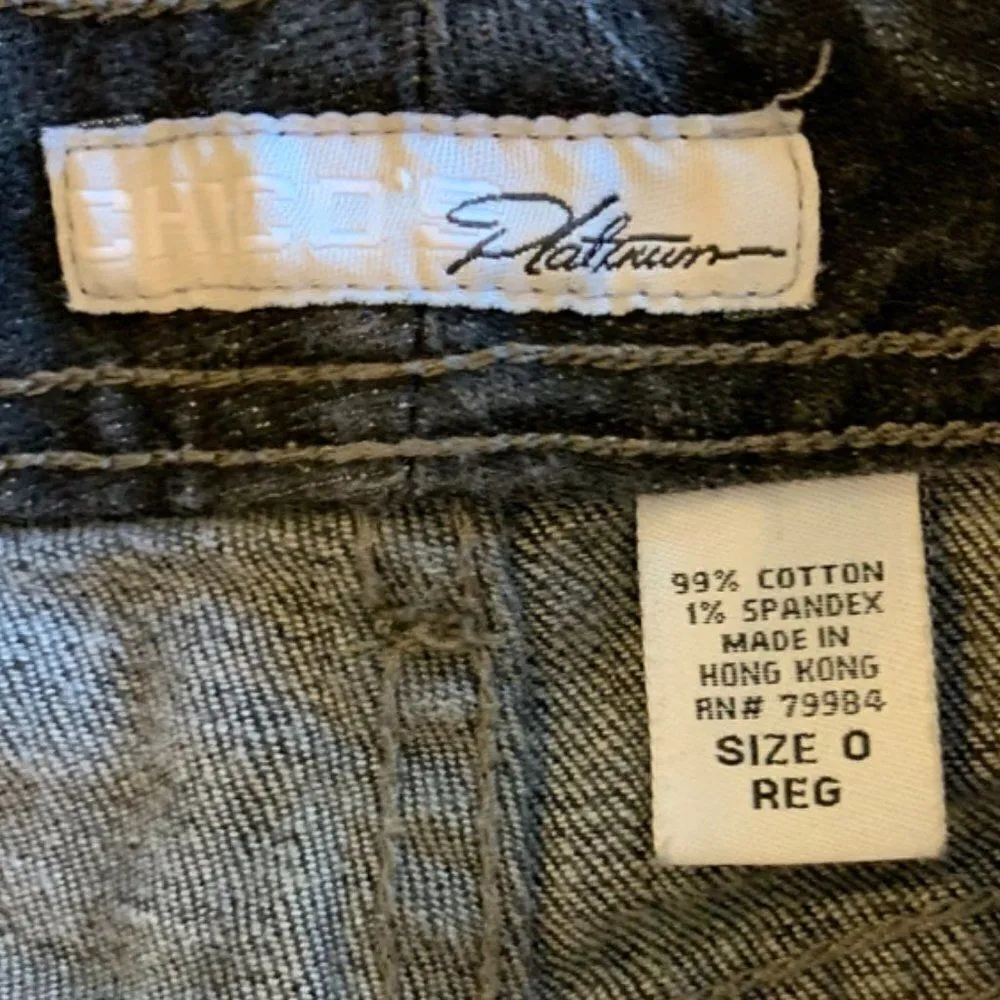 CHICO'S Platinum
99% COTTON
1% SPANDEX
MADE IN
HONG KONG
RN# 79984
SIZE 0
REG